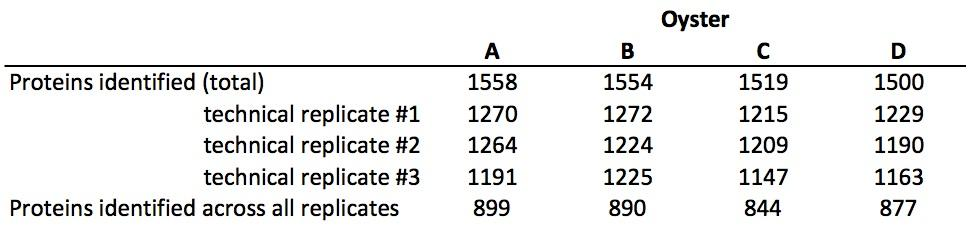 Oyster
A B C D
Proteins identified (total) 1558 1554 1519 1500
technical replicate #1 1270 1272 1215 1229
technical replicate #2 1264 1224 1209 1190
technical replicate #3 1191 1225 1147 1163
Proteins identified across all replicates 899 890 844 877